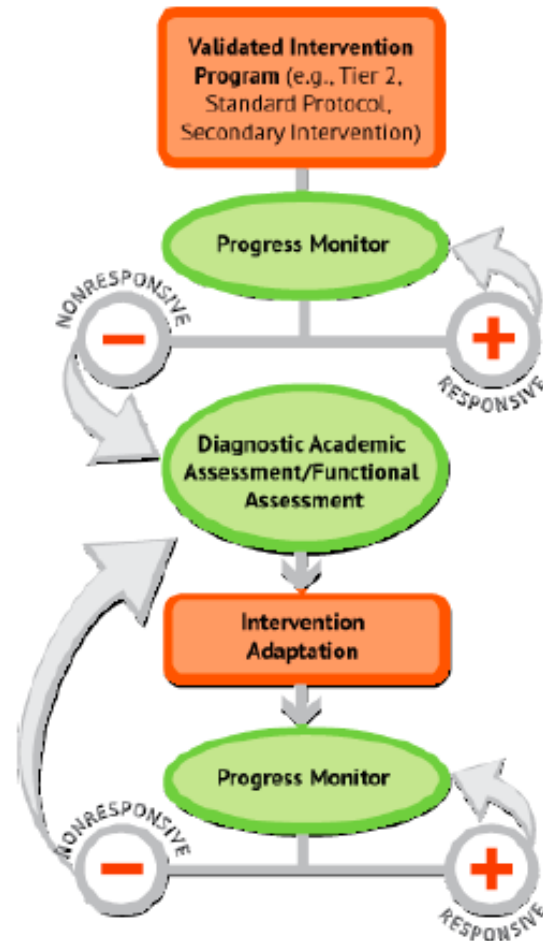 Validated Intervention
Program (e.g., Tier 2,
Standard Protocol,
Secondary Intervention)
Progress Monitor
NONRESPONSIVE
RESPONSIVE
Diagnostic Academic
Assessment/Functional
Assessment
Intervention
Adaptation
Progress Monitor
NONRESPONSIVE
RESPONSIVE